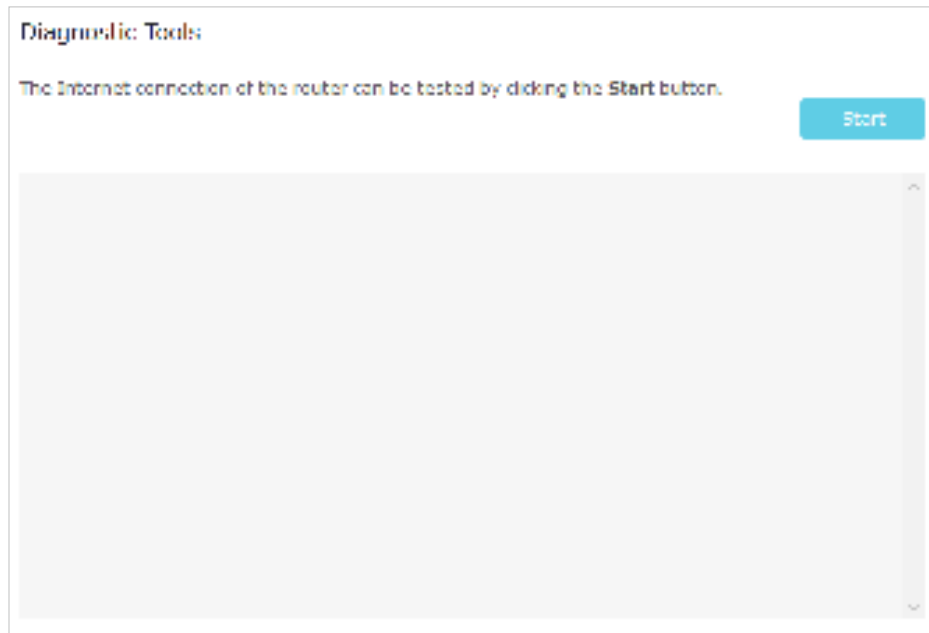 Diagnostic Tools
The Internet connection of the router can be tested by clicking the Start button.
Start